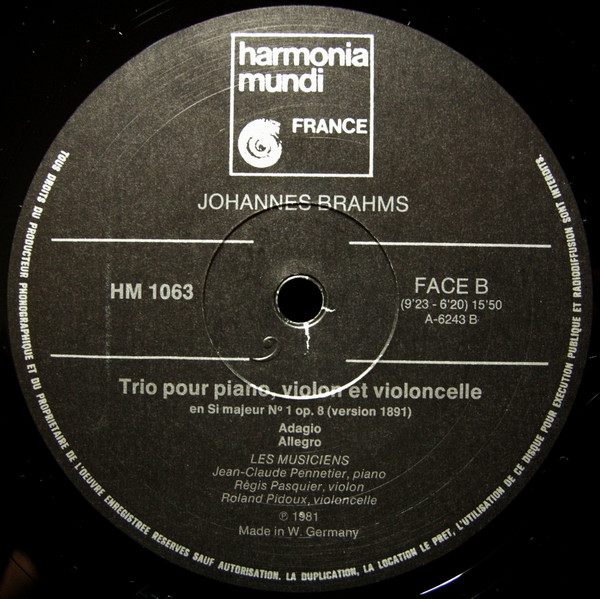 harmonia
mundi
FRANCE
JOHANNES BRAHMS
HM 1063
FACE B
(9'23 - 6'20) 15'50
A-6243 B
Trio pour piano, violon et violoncelle
en Si majeur Nº 1 op. 8 (version 1891)
Adagio
Allegro
LES MUSICIENS
Jean-Claude Pennetier, piano
Règis Pasquier, violon
Roland Pidoux, violoncelle
℗ 1981
Made in W. Germany
TOUS DROITS DU PRODUCTEUR PHONOGRAPHIQUE ET DU PROPRIETAIRE DE L'OEUVRE ENREGISTREE RESERVES SAUF AUTORISATION. LA DUPLICATION, LA LOCATION LE PRET, L'UTILISATION DE CE DISQUE POUR EXECUTION PUBLIQUE ET RADIODIFFUSION SONT INTERDITS.